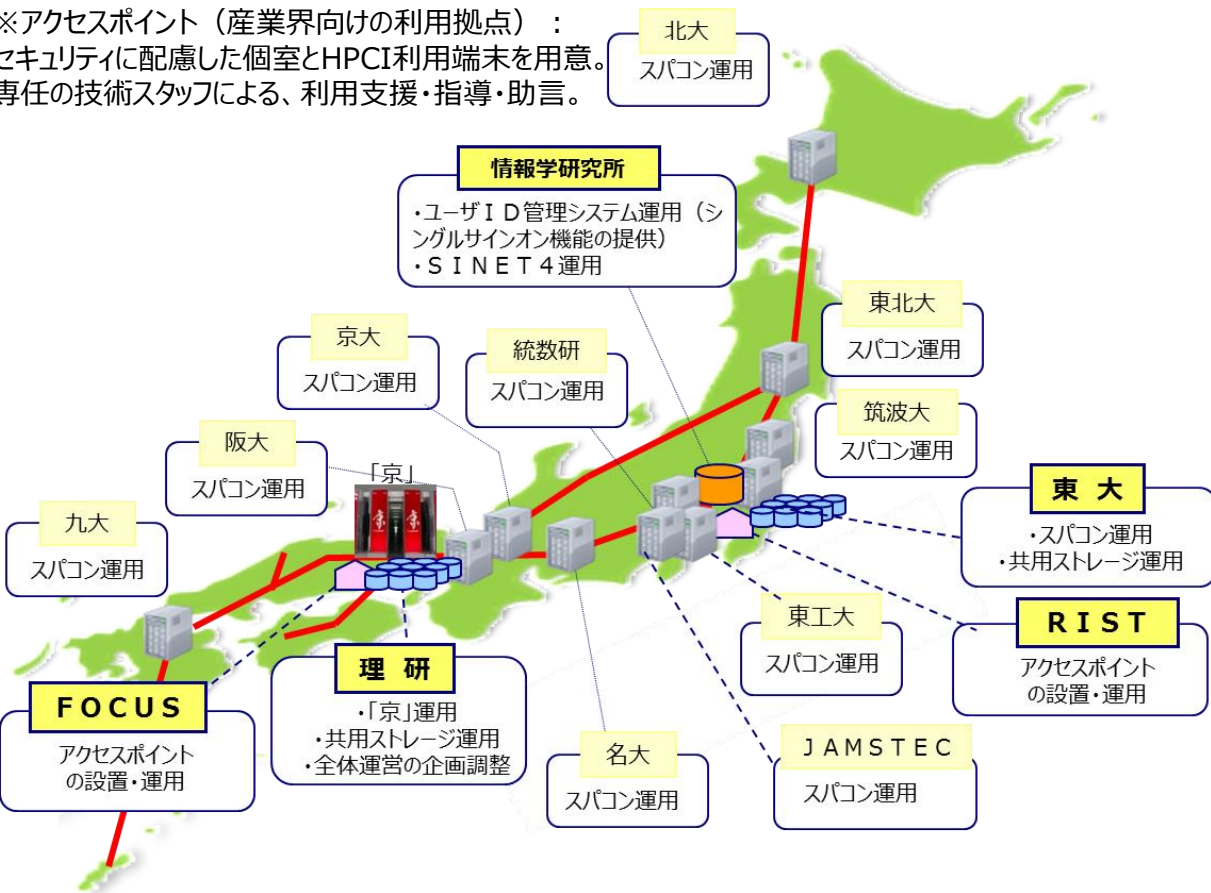 ※アクセスポイント（産業界向けの利用拠点）：
セキュリティに配慮した個室とHPCI利用端末を用意。
専任の技術スタッフによる、利用支援・指導・助言。
北大
スパコン運用
情報学研究所
・ユーザＩＤ管理システム運用（シ
ングルサインオン機能の提供）
・ＳＩＮＥＴ４運用
東北大
スパコン運用
京大
スパコン運用
統数研
スパコン運用
筑波大
スパコン運用
阪大
スパコン運用
「京」
京
京
東 大
・スパコン運用
・共用ストレージ運用
九大
スパコン運用
東工大
スパコン運用
ＲＩＳＴ
アクセスポイント
の設置・運用
理 研
・「京」運用
・共用ストレージ運用
・全体運営の企画調整
ＦＯＣＵＳ
アクセスポイント
の設置・運用
名大
スパコン運用
ＪＡＭＳＴＥＣ
スパコン運用